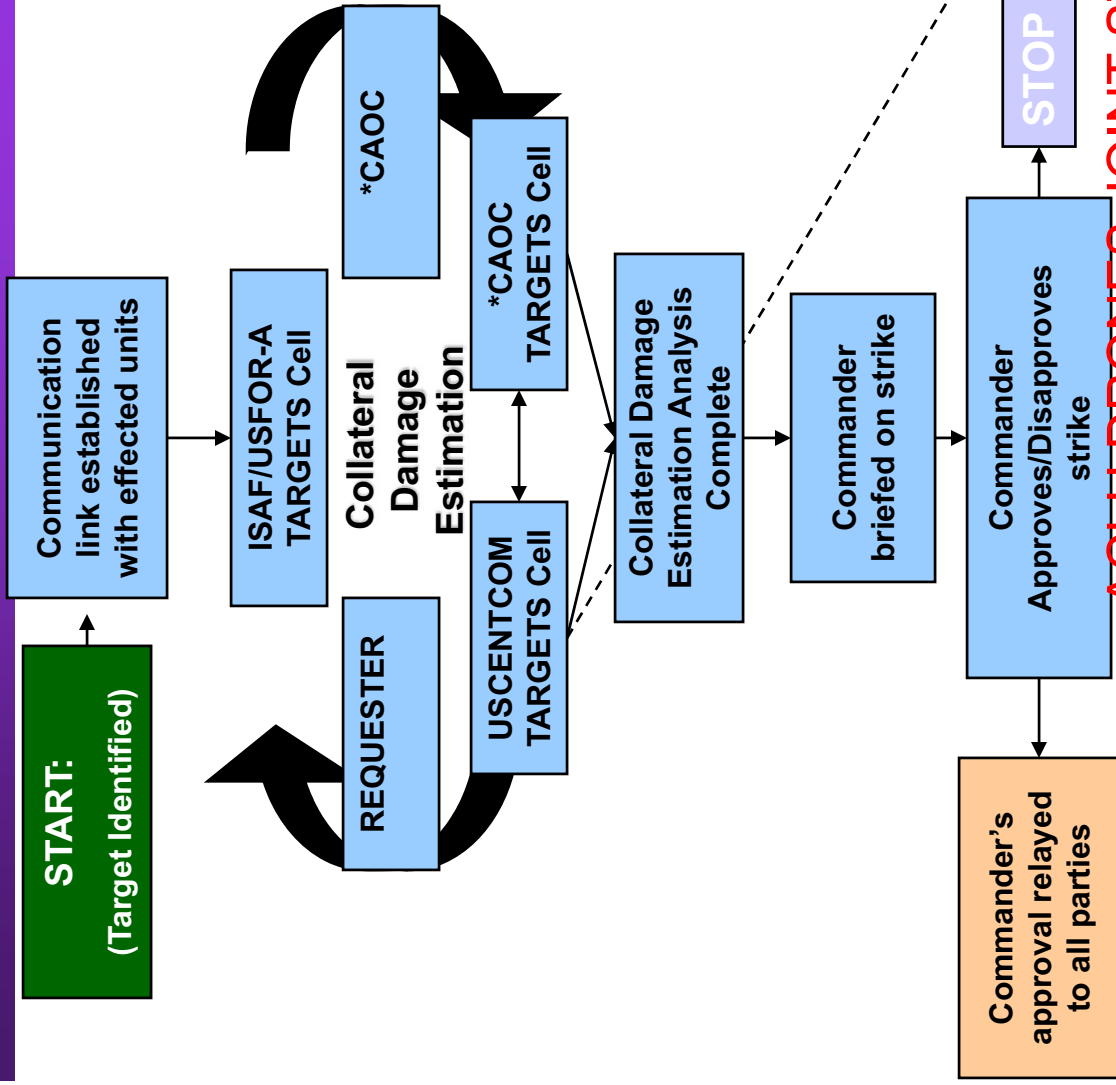 START:
(Target Identified)
Communication
link established
with effected units
ISAF/USFOR-A
TARGETS Cell
REQUESTER
Collateral
Damage
Estimation
*CAOC
USCENTCOM
TARGETS Cell
*CAOC
TARGETS Cell
Collateral Damage
Estimation Analysis
Complete
Commander
briefed on strike
Commander's
approval relayed
to all parties
Commander
Approves/Disapproves
strike
STOP